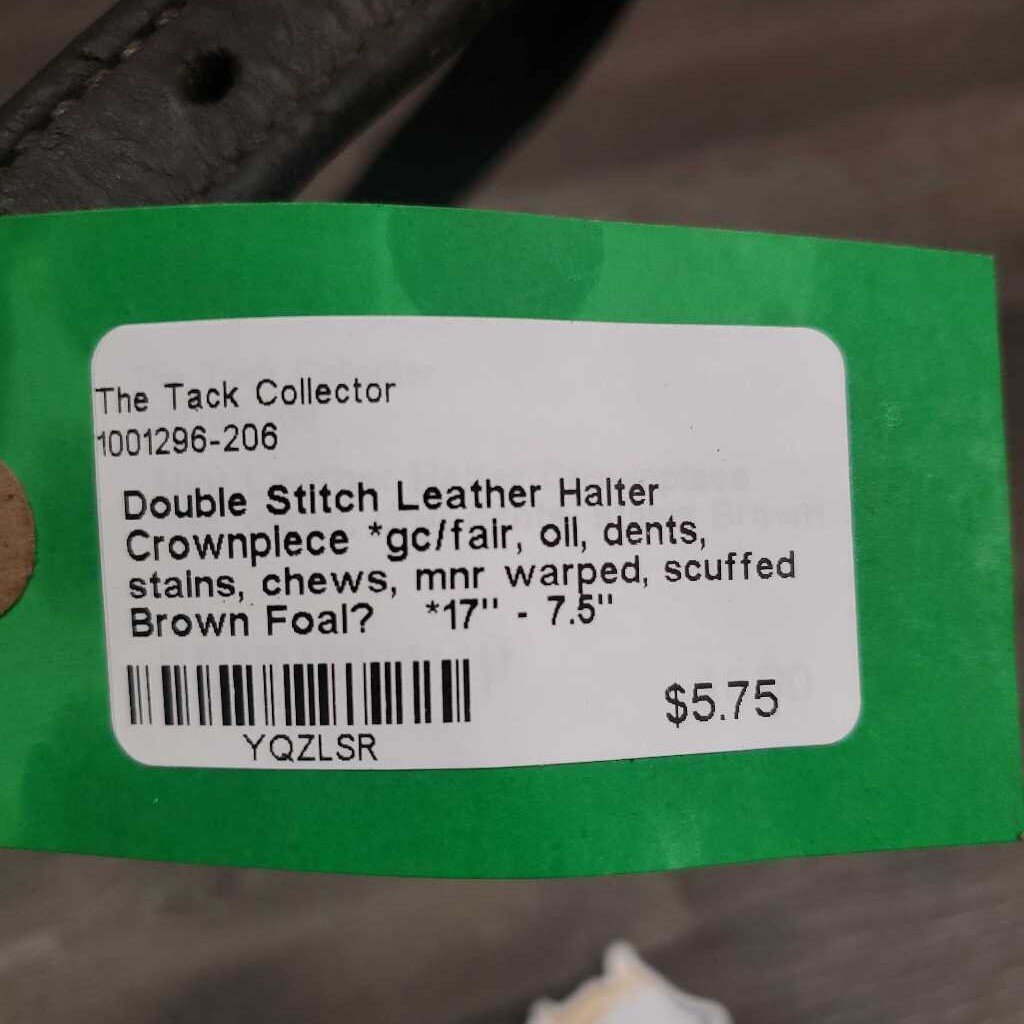 The Tack Collector
1001296-206
Double Stitch Leather Halter
Crownpiece *gc/fair, oil, dents,
stains, chews, mnr warped, scuffed
Brown Foal? *17" - 7.5"
$5.75
YQZLSR